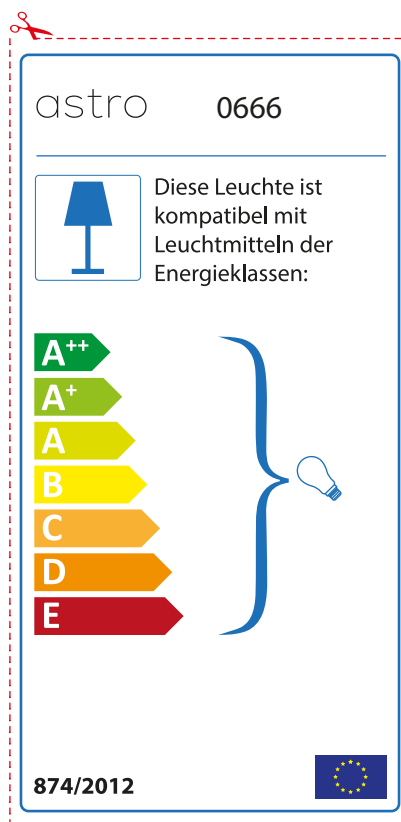 astro 0666
Diese Leuchte ist
kompatibel mit
Leuchtmitteln der
Energieklassen:
A++
A+
A
B
C
D
E
874/2012